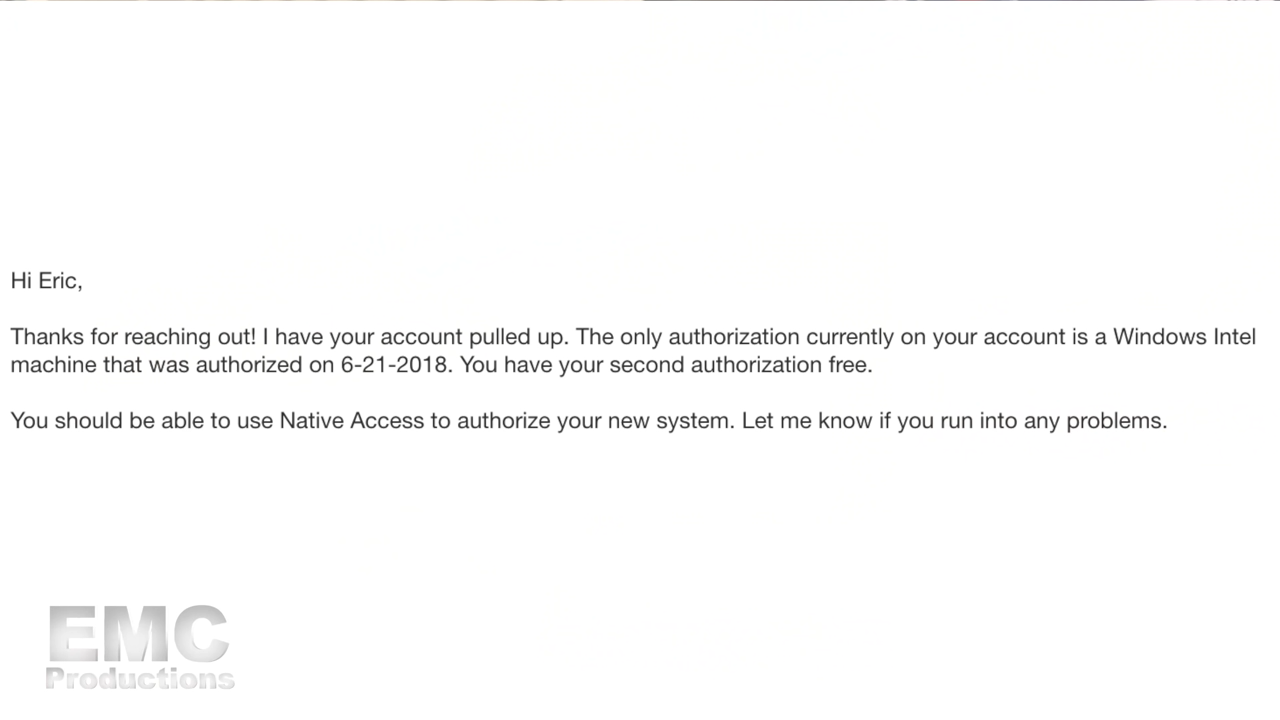 Hi Eric,
Thanks for reaching out! I have your account pulled up. The only authorization currently on your account is a Windows Intel
machine that was authorized on 6-21-2018. You have your second authorization free.
You should be able to use Native Access to authorize your new system. Let me know if you run into any problems.
EMC
Productions